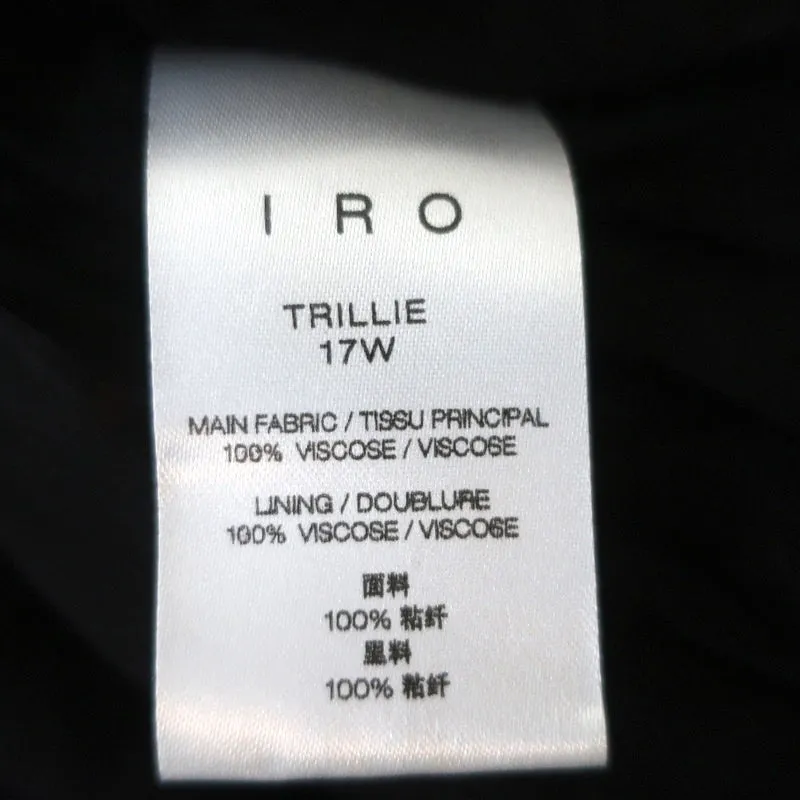 IRO
TRILLIE
17W
MAIN FABRIC / TISSU PRINCIPAL
100% VISCOSE / VISCOSE
LINING / DOUBLURE
100% VISCOSE / VISCOSE
面料
100% 粘纤
里料
100% 粘纤